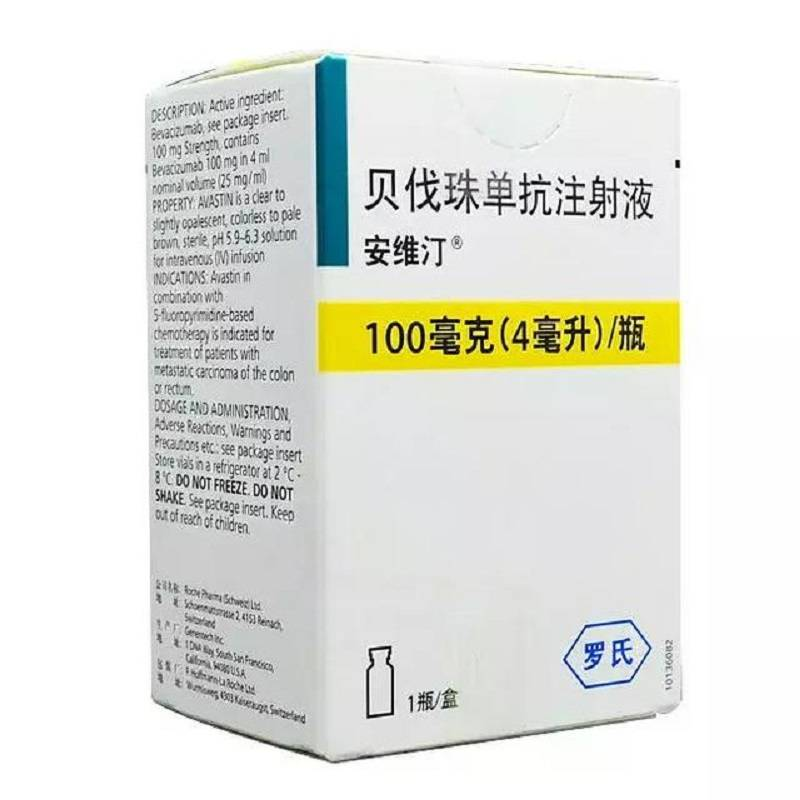 DESCRIPTION: Active ingredient:
Bevacizumab, see package insert.
100 mg Strength, contains
Bevacizumab 100 mg in 4 ml
nominal volume (25 mg/ml)
PROPERTY: AVASTIN is a clear to
slightly opalescent, colorless to pale
brown, sterile, pH 5.9–6.3 solution
for intravenous (IV) infusion
INDICATIONS: Avastin in
combination with
5-fluoropyrimidine-based
chemotherapy is indicated for
treatment of patients with
metastatic carcinoma of the colon
or rectum.
DOSAGE AND ADMINISTRATION,
Adverse Reactions, Warnings and
Precautions etc.: see package insert
Store vials in a refrigerator at 2 °C -
8 °C. DO NOT FREEZE. DO NOT
SHAKE. See package insert. Keep
out of reach of children.
公司名称: Roche Pharma (Schweiz) Ltd.
地 址: Schoenmattstrasse 2, 4153 Reinach,
Switzerland
生产厂: Genentech Inc.
地 址: 1 DNA Way, South San Francisco,
California, 94080 U.S.A.
包装厂: F. Hoffmann-La Roche Ltd.
地 址: Wurmisweg, 4303 Kaiseraugst, Switzerland
贝伐珠单抗注射液
安维汀®
100毫克(4毫升)/瓶
1瓶/盒
罗氏
10136082